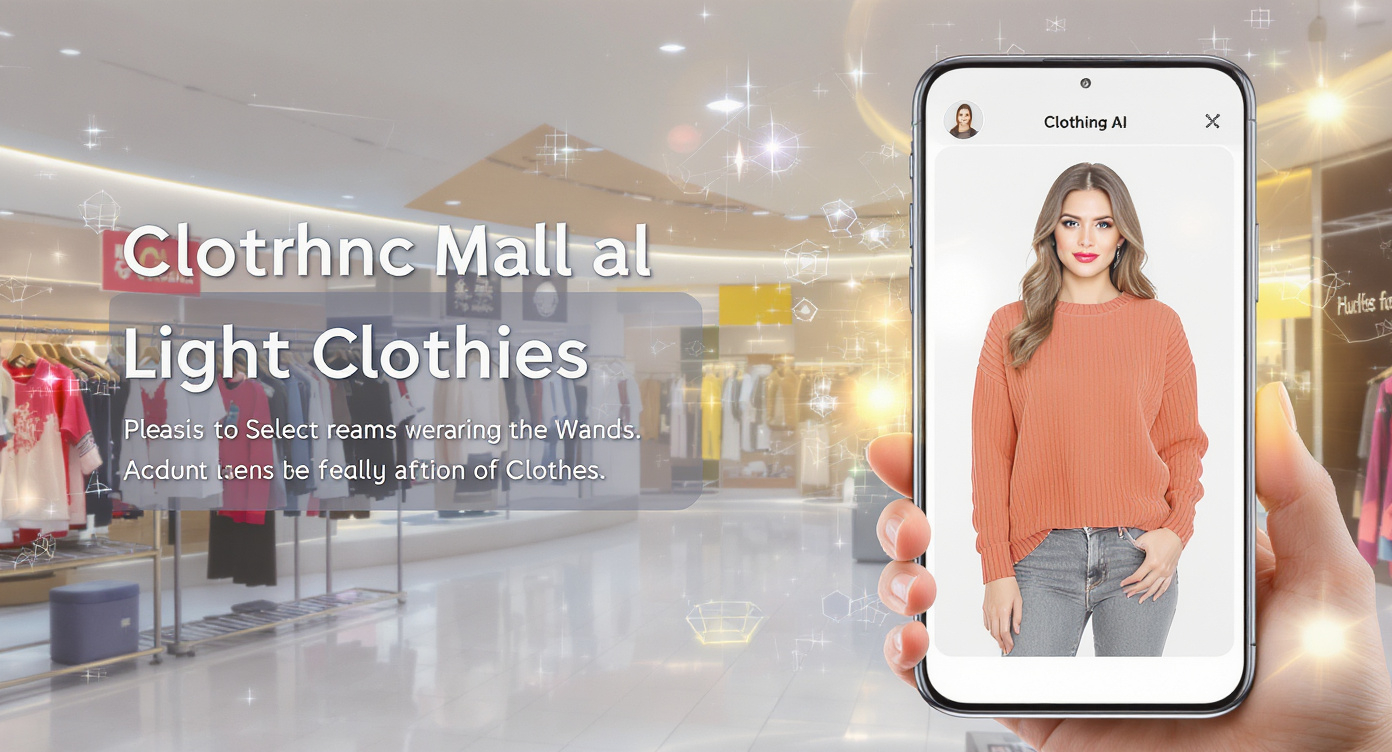 Clotrhnc Mall al
Light Clothies
Pleasis to Select reams weraring the Wands.
Acdunt usens be feally aftion of Clothes.
Clothing AI